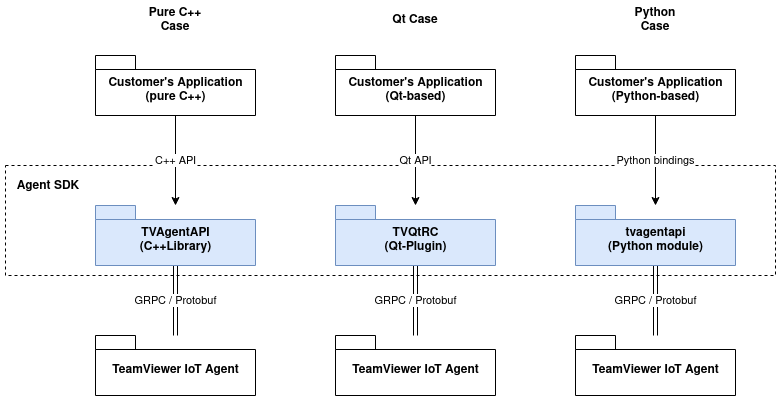 Pure C++
Case
Qt Case
Python
Case
Customer's Application
(pure C++)
Customer's Application
(Qt-based)
Customer's Application
(Python-based)
C++ API
Qt API
Python bindings
Agent SDK
TVAgentAPI
(C++Library)
TVQtRC
(Qt-Plugin)
tvagentapi
(Python module)
GRPC / Protobuf
GRPC / Protobuf
GRPC / Protobuf
TeamViewer IoT Agent
TeamViewer IoT Agent
TeamViewer IoT Agent